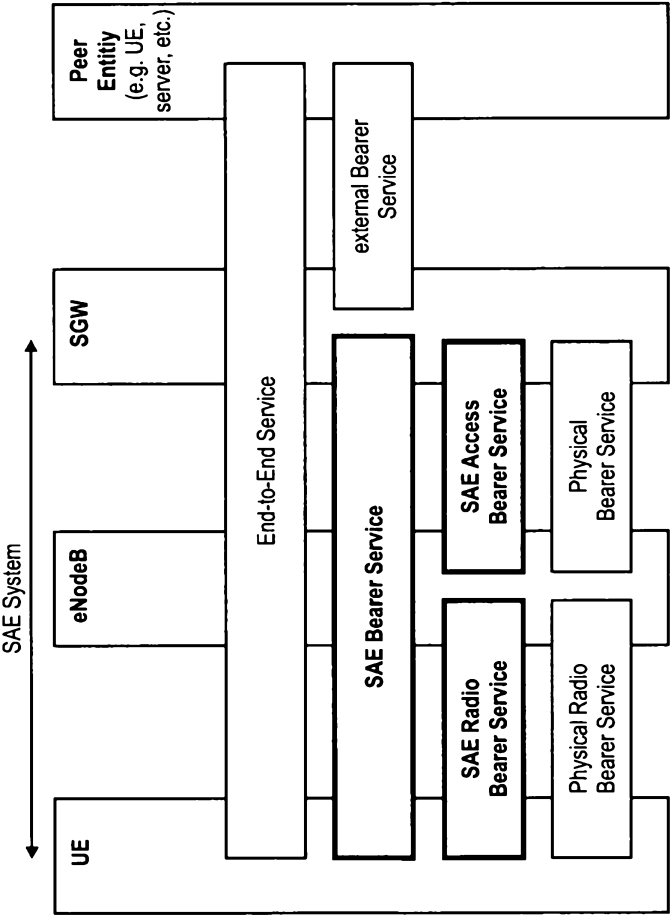 SAE System
UE
eNodeB
SGW
Peer
Entitiy
(e.g. UE,
server, etc.)
End-to-End Service
SAE Bearer Service
external Bearer
Service
SAE Radio
Bearer Service
SAE Access
Bearer Service
Physical Radio
Bearer Service
Physical
Bearer Service